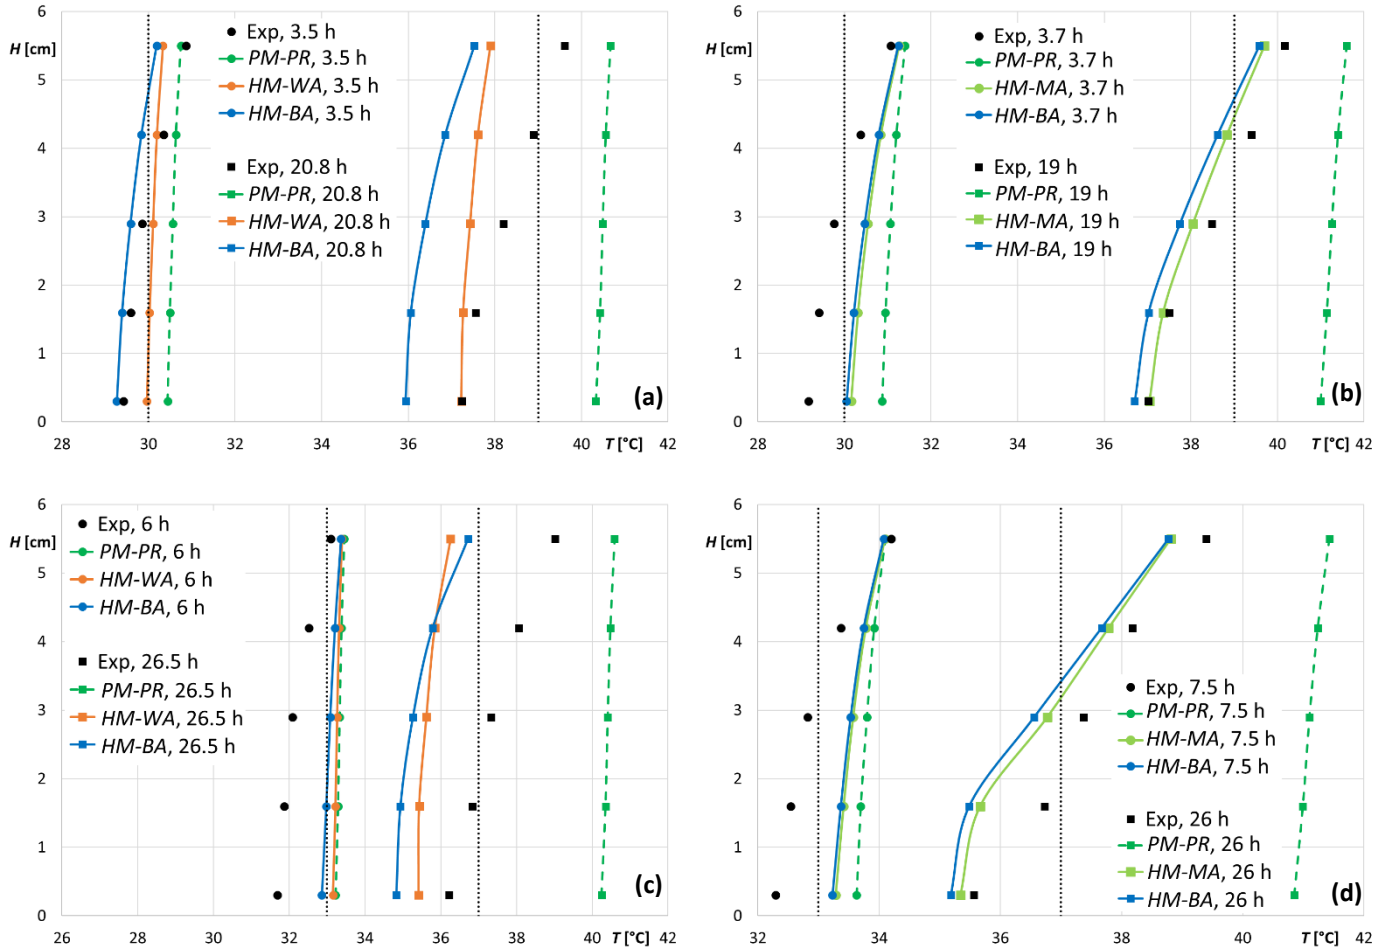 6
H [cm]
5
4
3
2
1
0
Exp, 3.5 h
PM-PR, 3.5 h
HM-WA, 3.5 h
HM-BA, 3.5 h
Exp, 20.8 h
PM-PR, 20.8 h
HM-WA, 20.8 h
HM-BA, 20.8 h
(a)
28 30 32 34 36 38 40 42
T [°C]
6
H [cm]
5
4
3
2
1
0
Exp, 3.7 h
PM-PR, 3.7 h
HM-MA, 3.7 h
HM-BA, 3.7 h
Exp, 19 h
PM-PR, 19 h
HM-MA, 19 h
HM-BA, 19 h
(b)
28 30 32 34 36 38 40 42
T [°C]
6
H [cm]
5
4
3
2
1
0
Exp, 6 h
PM-PR, 6 h
HM-WA, 6 h
HM-BA, 6 h
Exp, 26.5 h
PM-PR, 26.5 h
HM-WA, 26.5 h
HM-BA, 26.5 h
(c)
26 28 30 32 34 36 38 40 42
T [°C]
6
H [cm]
5
4
3
2
1
0
Exp, 7.5 h
PM-PR, 7.5 h
HM-MA, 7.5 h
HM-BA, 7.5 h
Exp, 26 h
PM-PR, 26 h
HM-MA, 26 h
HM-BA, 26 h
(d)
32 34 36 38 40 42
T [°C]